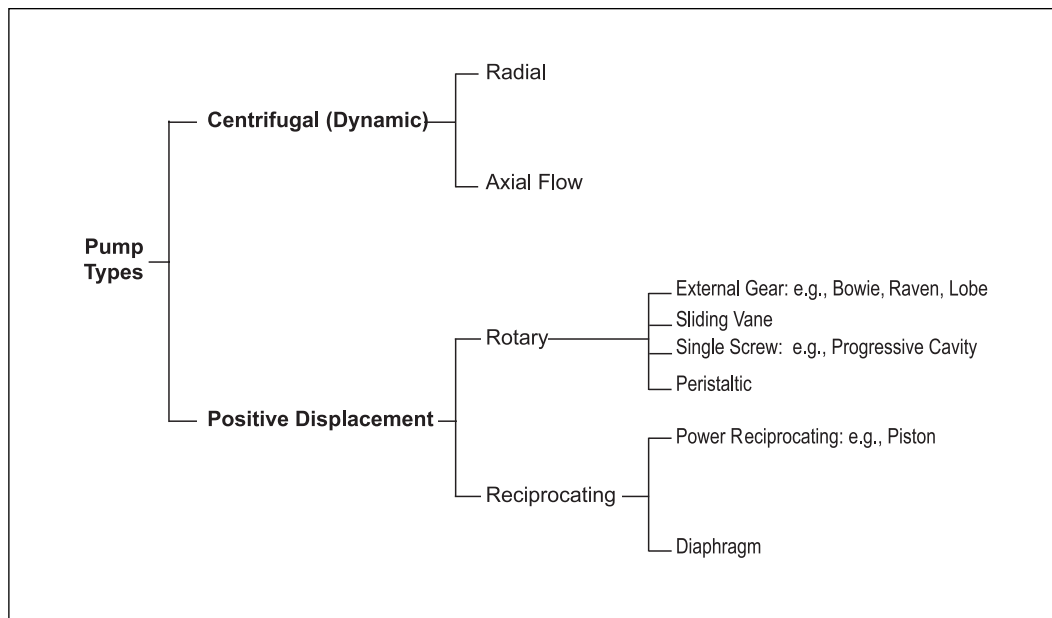 Pump
Types
Centrifugal (Dynamic)
Radial
Axial Flow
Positive Displacement
Rotary
External Gear: e.g., Bowie, Raven, Lobe
Sliding Vane
Single Screw:  e.g., Progressive Cavity
Peristaltic
Reciprocating
Power Reciprocating: e.g., Piston
Diaphragm